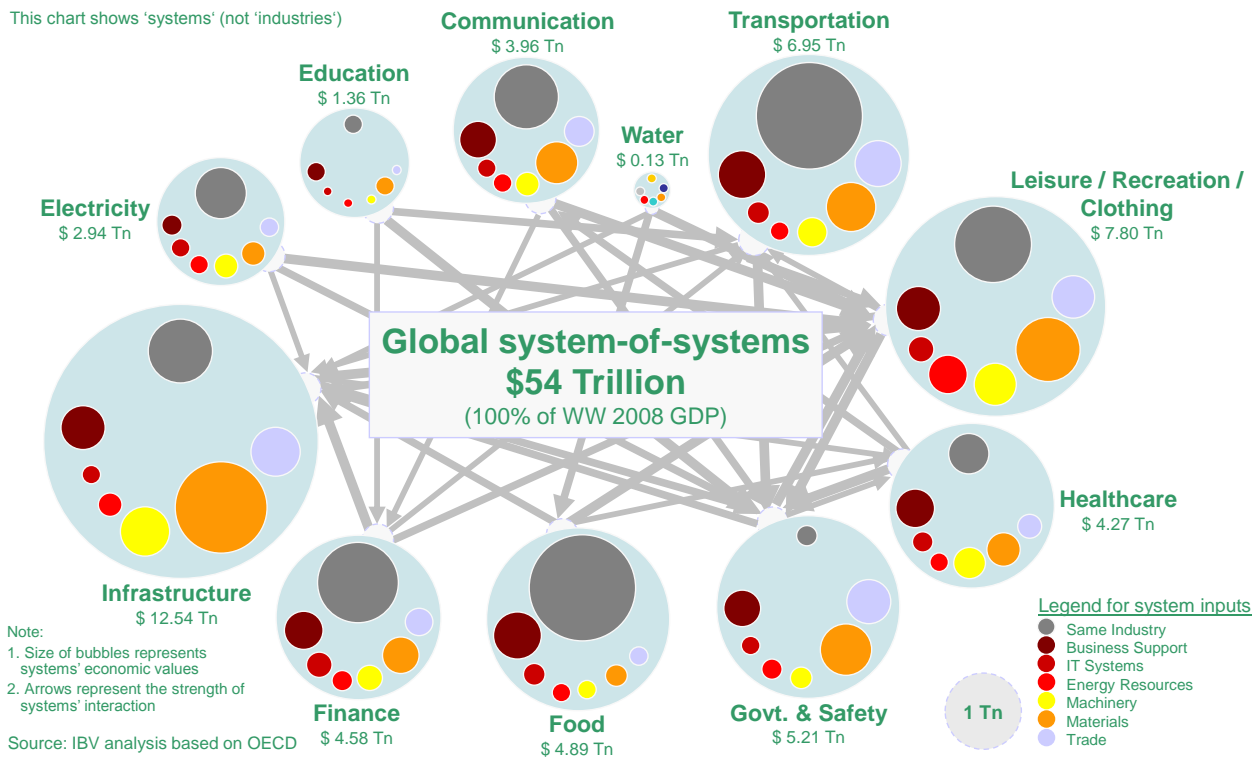 This chart shows ‘systems‘ (not ‘industries‘)
Communication
$ 3.96 Tn
Transportation
$ 6.95 Tn
Education
$ 1.36 Tn
Water
$ 0.13 Tn
Leisure / Recreation /
Clothing
$ 7.80 Tn
Electricity
$ 2.94 Tn
Global system-of-systems
$54 Trillion
(100% of WW 2008 GDP)
Healthcare
$ 4.27 Tn
Infrastructure
$ 12.54 Tn
Note:
1. Size of bubbles represents
systems’ economic values
2. Arrows represent the strength of
systems’ interaction
Source: IBV analysis based on OECD
Finance
$ 4.58 Tn
Food
$ 4.89 Tn
Govt. & Safety
$ 5.21 Tn
1 Tn
Legend for system inputs
Same Industry
Business Support
IT Systems
Energy Resources
Machinery
Materials
Trade